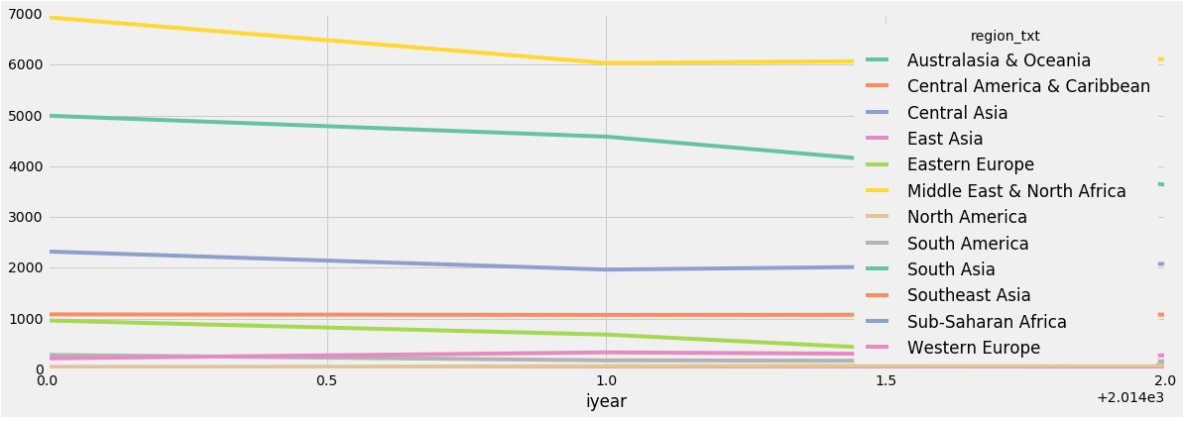 7000
6000
5000
4000
3000
2000
1000
0
0.0 0.5 1.0 1.5 2.0
+2.014e3
iyear
region_txt
Australasia & Oceania
Central America & Caribbean
Central Asia
East Asia
Eastern Europe
Middle East & North Africa
North America
South America
South Asia
Southeast Asia
Sub-Saharan Africa
Western Europe